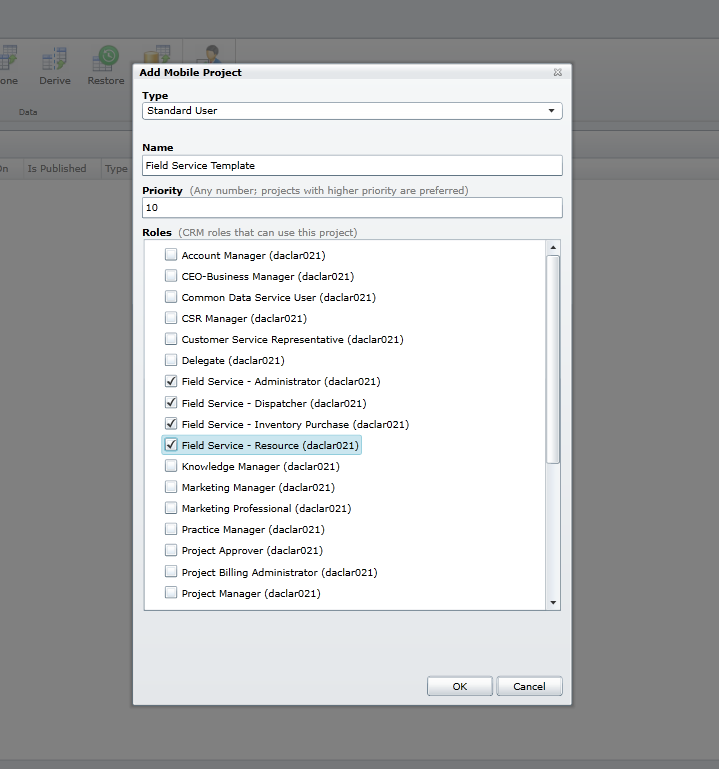 one
Derive
Restore
Data
On
Is Published
Type
Add Mobile Project
Type
Standard User
Name
Field Service Template
Priority (Any number; projects with higher priority are preferred)
10
Roles (CRM roles that can use this project)
Account Manager (daclar021)
CEO-Business Manager (daclar021)
Common Data Service User (daclar021)
CSR Manager (daclar021)
Customer Service Representative (daclar021)
Delegate (daclar021)
Field Service - Administrator (daclar021)
Field Service - Dispatcher (daclar021)
Field Service - Inventory Purchase (daclar021)
Field Service - Resource (daclar021)
Knowledge Manager (daclar021)
Marketing Manager (daclar021)
Marketing Professional (daclar021)
Practice Manager (daclar021)
Project Approver (daclar021)
Project Billing Administrator (daclar021)
Project Manager (daclar021)
OK
Cancel